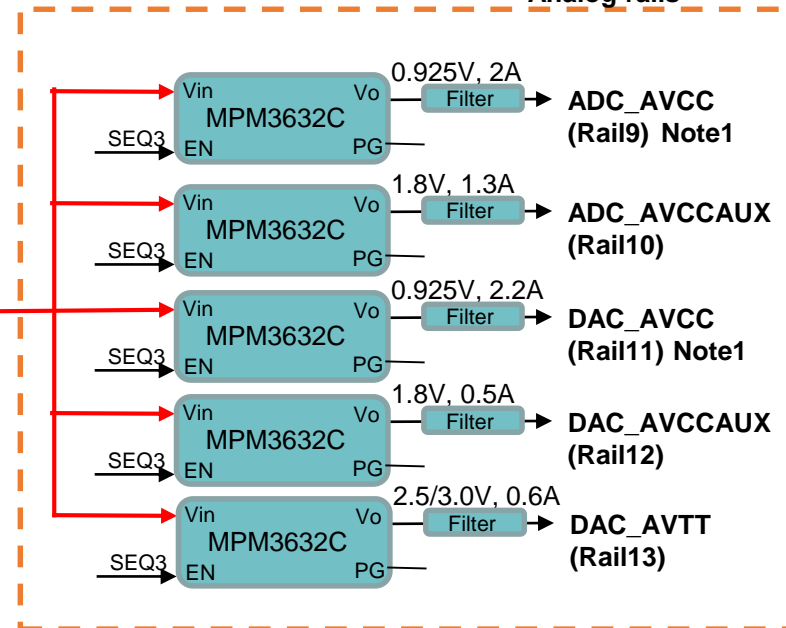 Analog rails
0.925V, 2A
Vin
Vo
Filter
ADC_AVCC
MPM3632C
(Rail9) Note1
SEQ3
EN
PG
1.8V, 1.3A
Vin
Vo
Filter
ADC_AVCCAUX
MPM3632C
(Rail10)
SEQ3
EN
PG
0.925V, 2.2A
Vin
Vo
Filter
DAC_AVCC
MPM3632C
(Rail11) Note1
SEQ3
EN
PG
1.8V, 0.5A
Vin
Vo
Filter
DAC_AVCCAUX
MPM3632C
(Rail12)
SEQ3
EN
PG
2.5/3.0V, 0.6A
Vin
Vo
Filter
DAC_AVTT
MPM3632C
(Rail13)
SEQ3
EN
PG